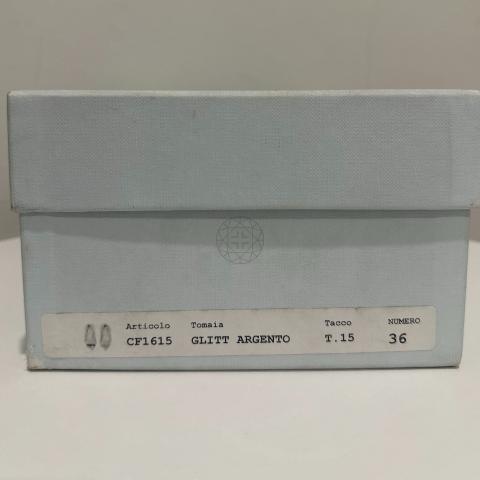 Articolo Tomaia Tacco NUMERO
CF1615 GLITT ARGENTO T.15 36